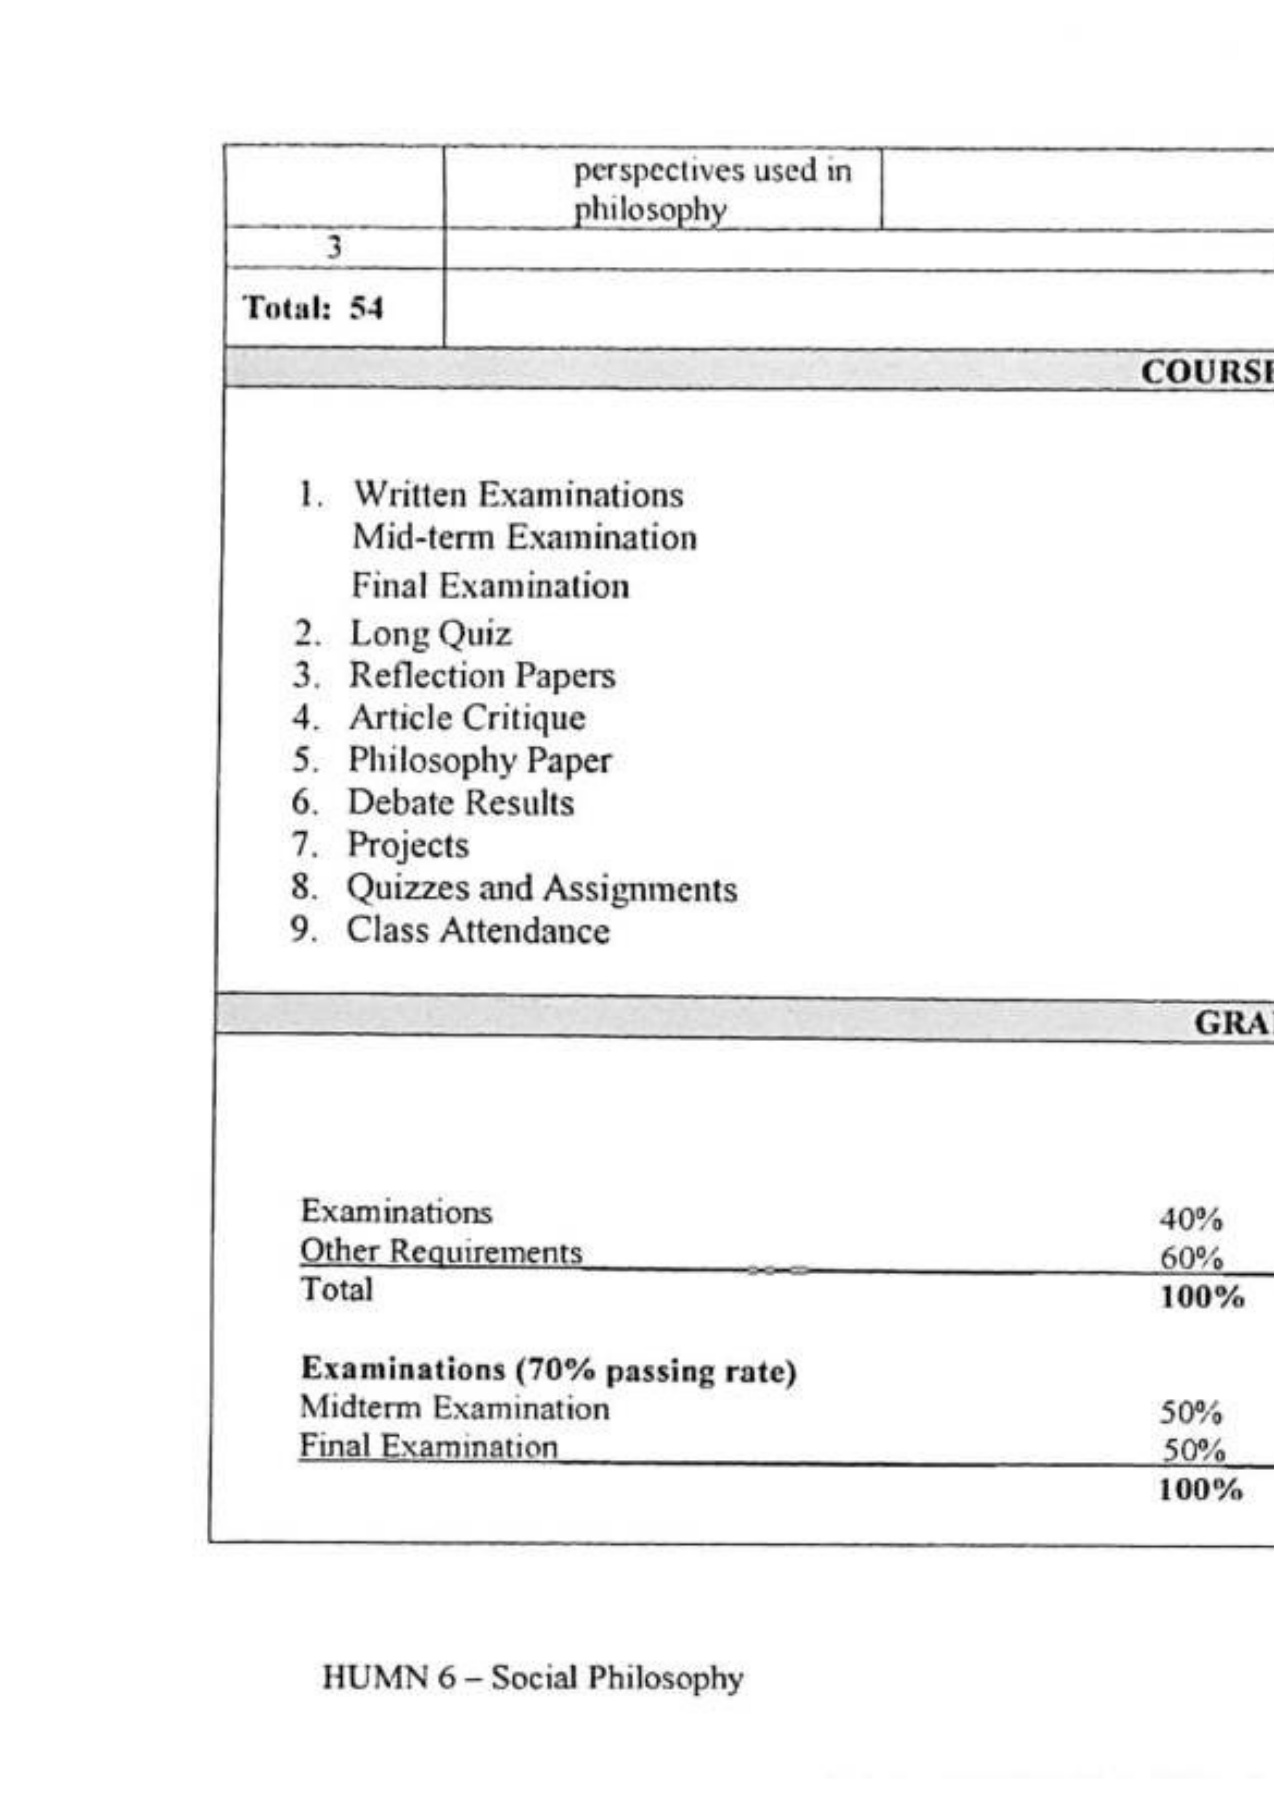 perspectives used in
philosophy
3
Total: 54
COURSE
1. Written Examinations
Mid-term Examination
Final Examination
2. Long Quiz
3. Reflection Papers
4. Article Critique
5. Philosophy Paper
6. Debate Results
7. Projects
8. Quizzes and Assignments
9. Class Attendance
GRA
Examinations 40%
Other Requirements 60%
Total 100%
Examinations (70% passing rate)
Midterm Examination 50%
Final Examination 50%
100%
HUMN 6 – Social Philosophy